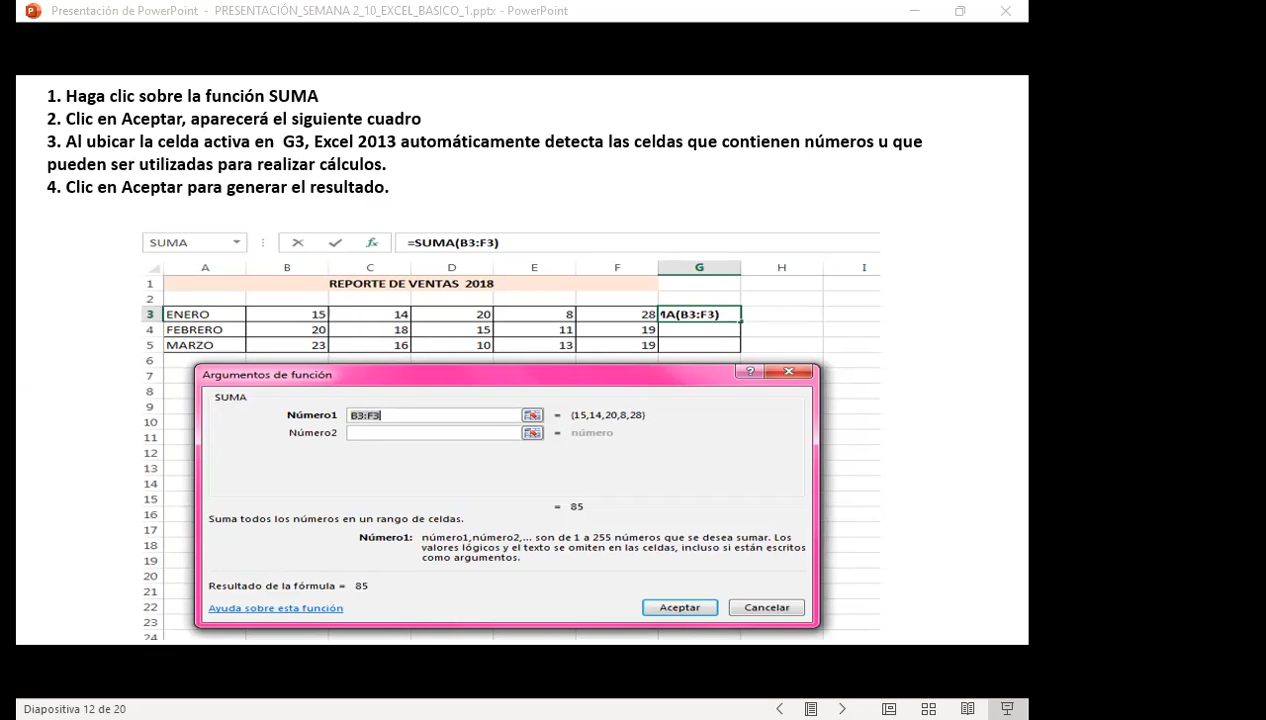 Presentación de PowerPoint - PRESENTACIÓN_SEMANA 2_10_EXCEL_BASICO_1.pptx - PowerPoint
1. Haga clic sobre la función SUMA
2. Clic en Aceptar, aparecerá el siguiente cuadro
3. Al ubicar la celda activa en G3, Excel 2013 automáticamente detecta las celdas que contienen números u que
pueden ser utilizadas para realizar cálculos.
4. Clic en Aceptar para generar el resultado.
SUMA fx =SUMA(B3:F3)
A B C D E F G H I
1 REPORTE DE VENTAS 2018
2
3 ENERO 15 14 20 8 28 MA(B3:F3)
4 FEBRERO 20 18 15 11 19
5 MARZO 23 16 10 13 19
6
7
8
9
10
11
12
13
14
15
16
17
18
19
20
21
22
23
24
Argumentos de función ?
SUMA
Número1 B3:F3 = {15,14,20,8,28}
Número2 = número
= 85
Suma todos los números en un rango de celdas.
Número1: número1,número2,... son de 1 a 255 números que se desea sumar. Los
valores lógicos y el texto se omiten en las celdas, incluso si están escritos
como argumentos.
Resultado de la fórmula = 85
Ayuda sobre esta función
Aceptar Cancelar
Diapositiva 12 de 20